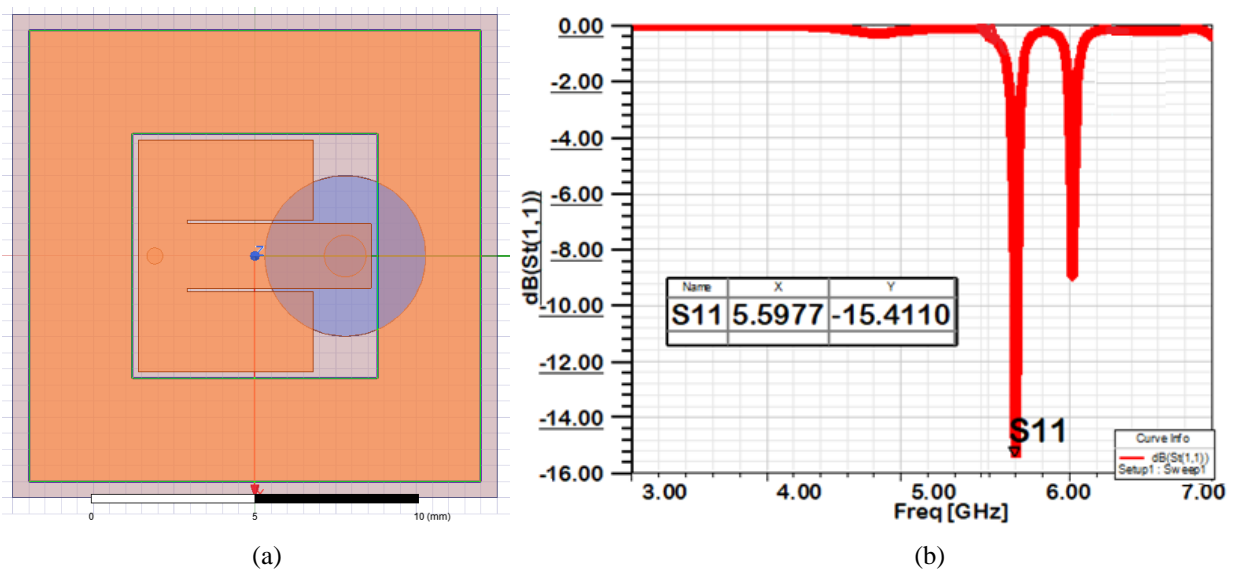 Z
0
5
10 (mm)
(a)
0.00
-2.00
-4.00
-6.00
-8.00
-10.00
-12.00
-14.00
-16.00
dB(St(1,1))
Name X Y
S11 5.5977 -15.4110
S11
Curve Info
dB(St(1,1))
Setup1 : Sweep1
3.00 4.00 5.00 6.00 7.00
Freq [GHz]
(b)